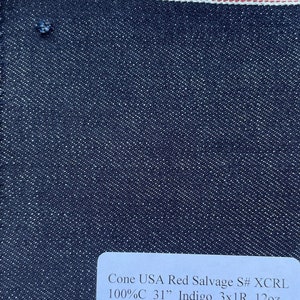 Cone USA Red Salvage S# XCRL
100%C 31” Indigo 3x1R 12oz